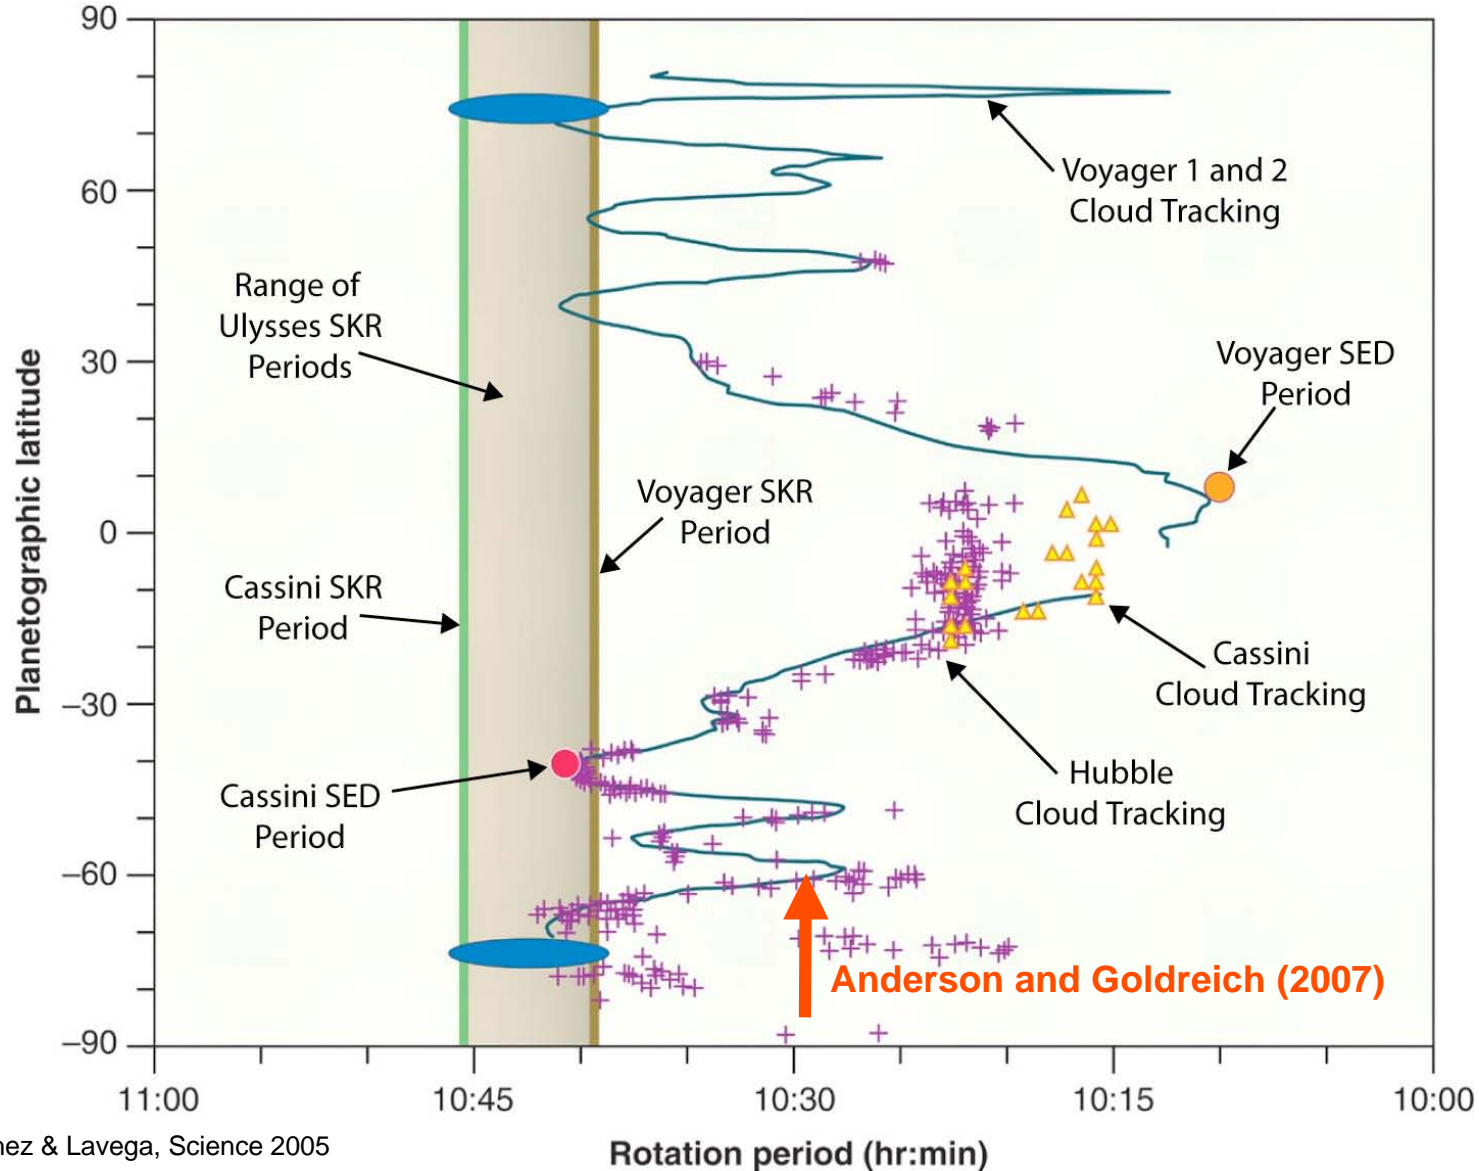 90
60
30
0
−30
−60
−90
Planetographic latitude
Voyager 1 and 2
Cloud Tracking
Range of
Ulysses SKR
Periods
Voyager SED
Period
Voyager SKR
Period
Cassini SKR
Period
Cassini
Cloud Tracking
Hubble
Cloud Tracking
Cassini SED
Period
Anderson and Goldreich (2007)
11:00
10:45
10:30
10:15
10:00
Rotation period (hr:min)
& Lavega, Science 2005